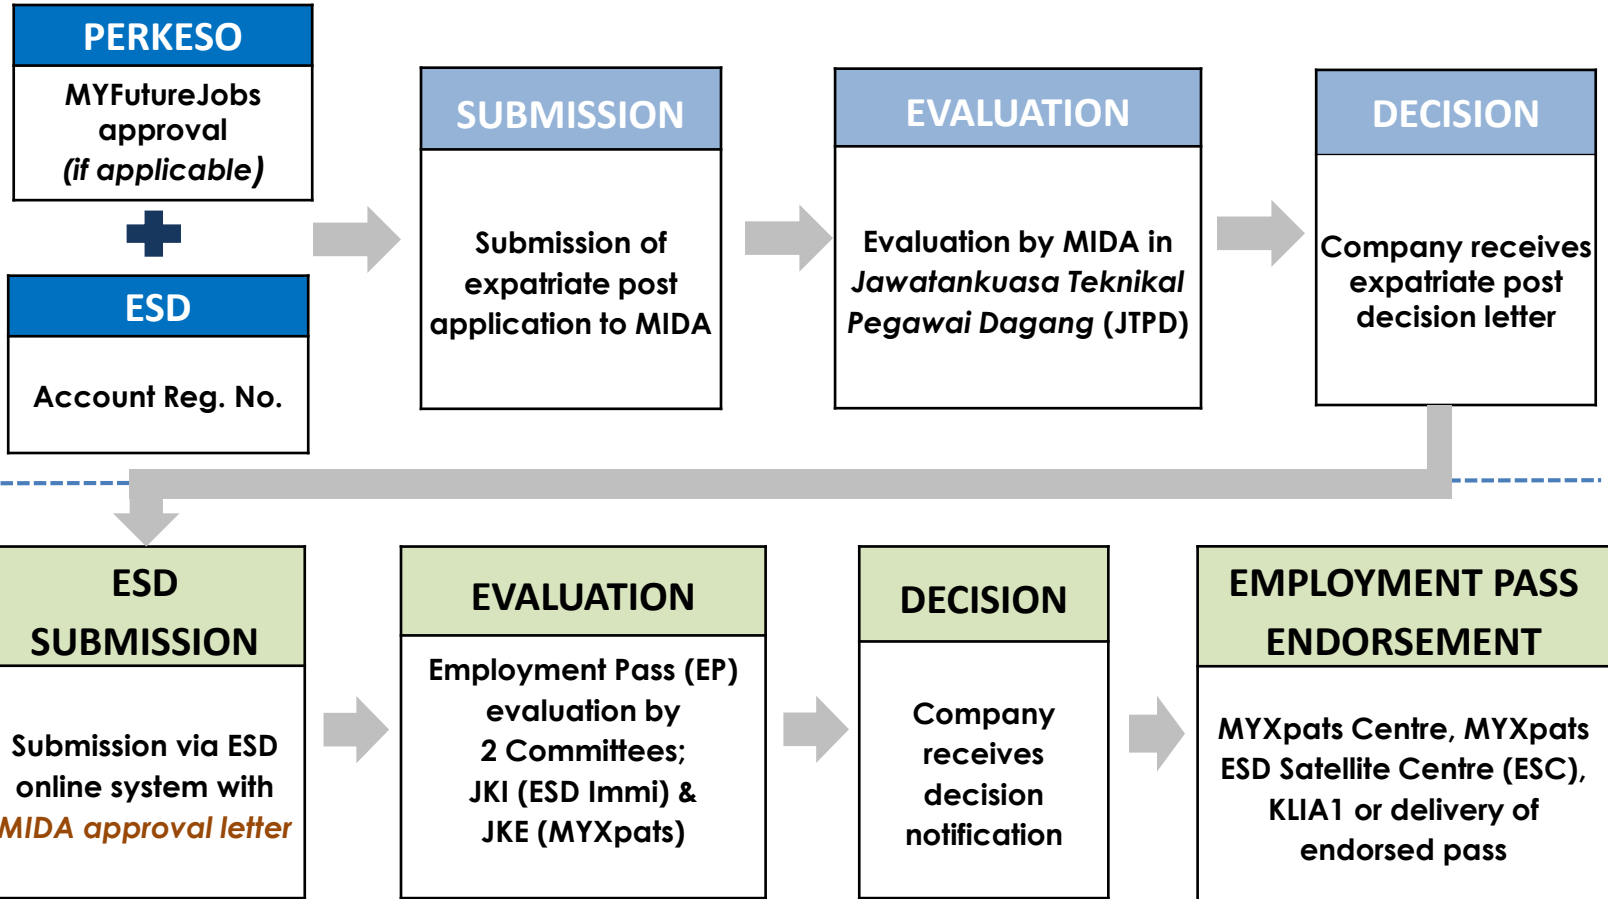 PERKESO
MYFutureJobs
approval
(if applicable)
ESD
Account Reg. No.
SUBMISSION
Submission of
expatriate post
application to MIDA
EVALUATION
Evaluation by MIDA in
Jawatankuasa Teknikal
Pegawai Dagang (JTPD)
DECISION
Company receives
expatriate post
decision letter
ESD
SUBMISSION
Submission via ESD
online system with
MIDA approval letter
EVALUATION
Employment Pass (EP)
evaluation by
2 Committees;
JKI (ESD Immi) &
JKE (MYXpats)
DECISION
Company
receives
decision
notification
EMPLOYMENT PASS
ENDORSEMENT
MYXpats Centre, MYXpats
ESD Satellite Centre (ESC),
KLIA1 or delivery of
endorsed pass